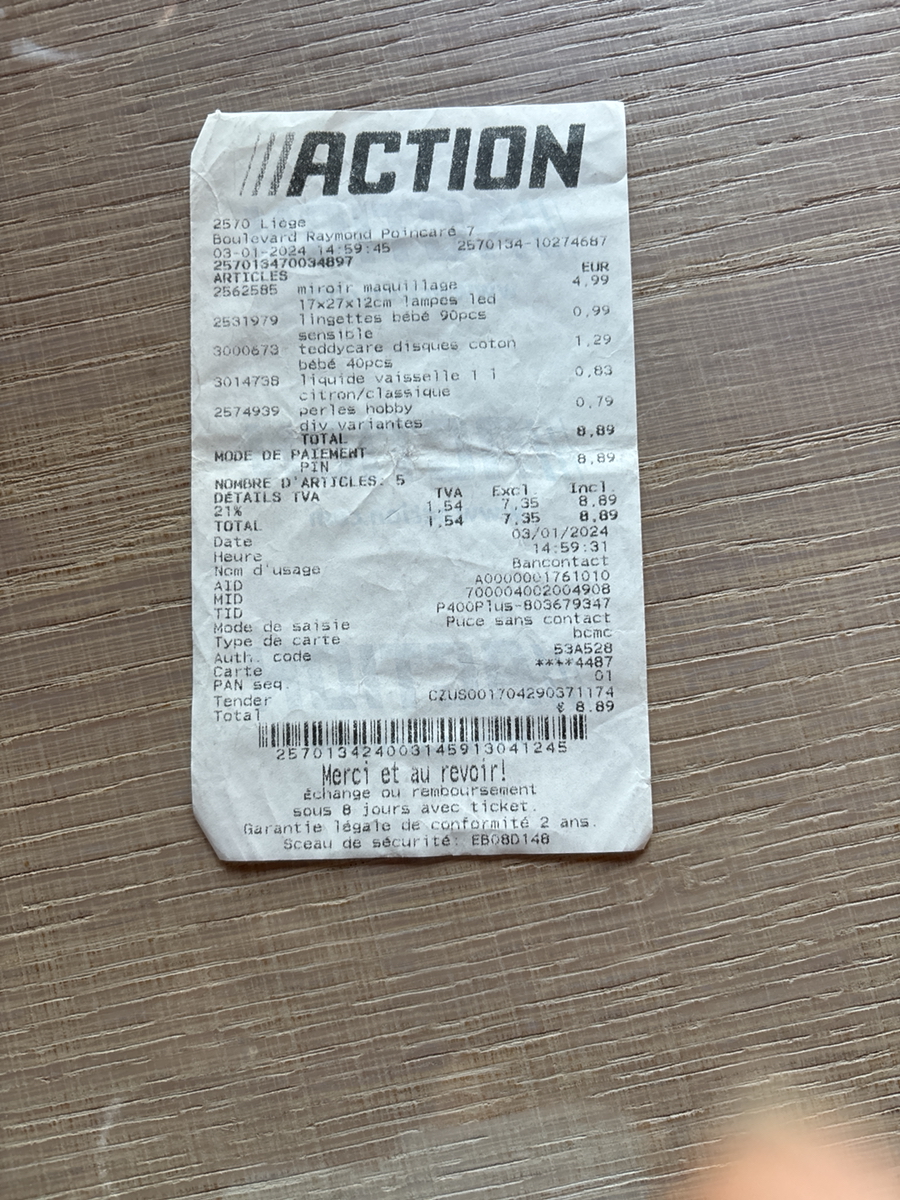 ACTION
2570 Liège
Boulevard Raymond Poincaré 7
03-01-2024 14:59:45 2570134-10274687
257013470034897
ARTICLES EUR
2562585 miroir maquillage 4,99
17x27x12cm lampes led
2531979 lingettes bébé 90pcs 0,99
sensible
3000673 teddycare disques coton 1,29
bébé 40pcs
3014738 liquide vaisselle 1 l 0,83
citron/classique
2574939 perles hobby 0,79
div variantes
TOTAL 8,89
MODE DE PAIEMENT
PIN 8,89
NOMBRE D'ARTICLES: 5
DÉTAILS TVA TVA Excl. Incl.
21% 1,54 7,35 8,89
TOTAL 1,54 7,35 8,89
Date 03/01/2024
Heure 14:59:31
Nom d'usage Bancontact
AID A0000001761010
MID 700004002004908
TID P400Plus-803679347
Mode de saisie Puce sans contact
Type de carte bcmc
Auth. code 53A528
Carte ****4487
PAN seq. 01
Tender CZUS001704290371174
Total € 8.89
257013424003145913041245
Merci et au revoir!
Échange ou remboursement
sous 8 jours avec ticket.
Garantie légale de conformité 2 ans.
Sceau de sécurité: EB08D148